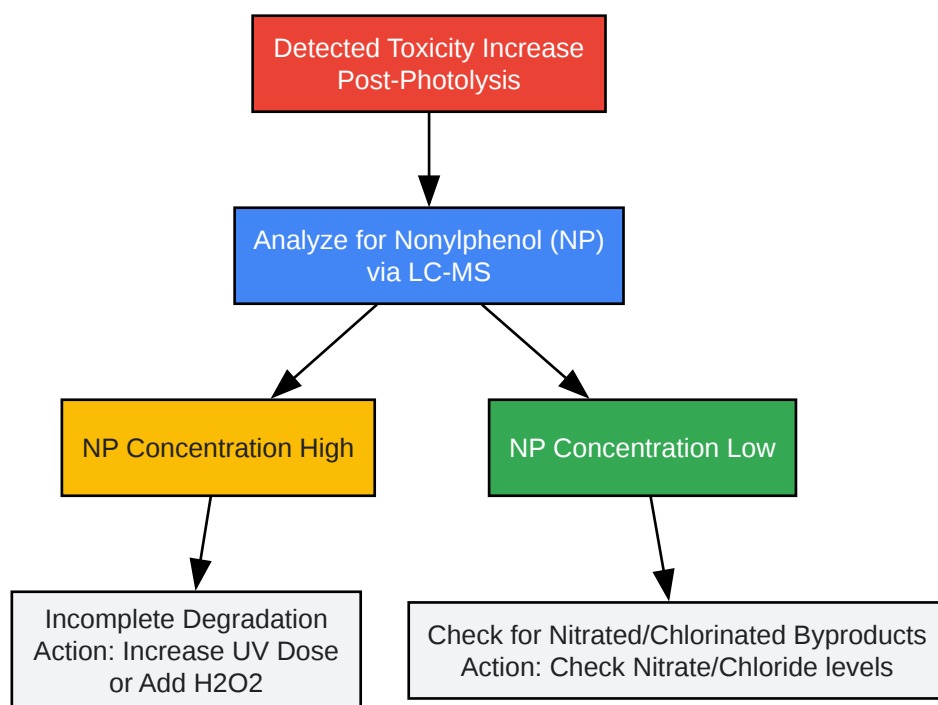 Detected Toxicity Increase
Post-Photolysis
Analyze for Nonylphenol (NP)
via LC-MS
NP Concentration High
NP Concentration Low
Incomplete Degradation
Action: Increase UV Dose
or Add H2O2
Check for Nitrated/Chlorinated Byproducts
Action: Check Nitrate/Chloride levels